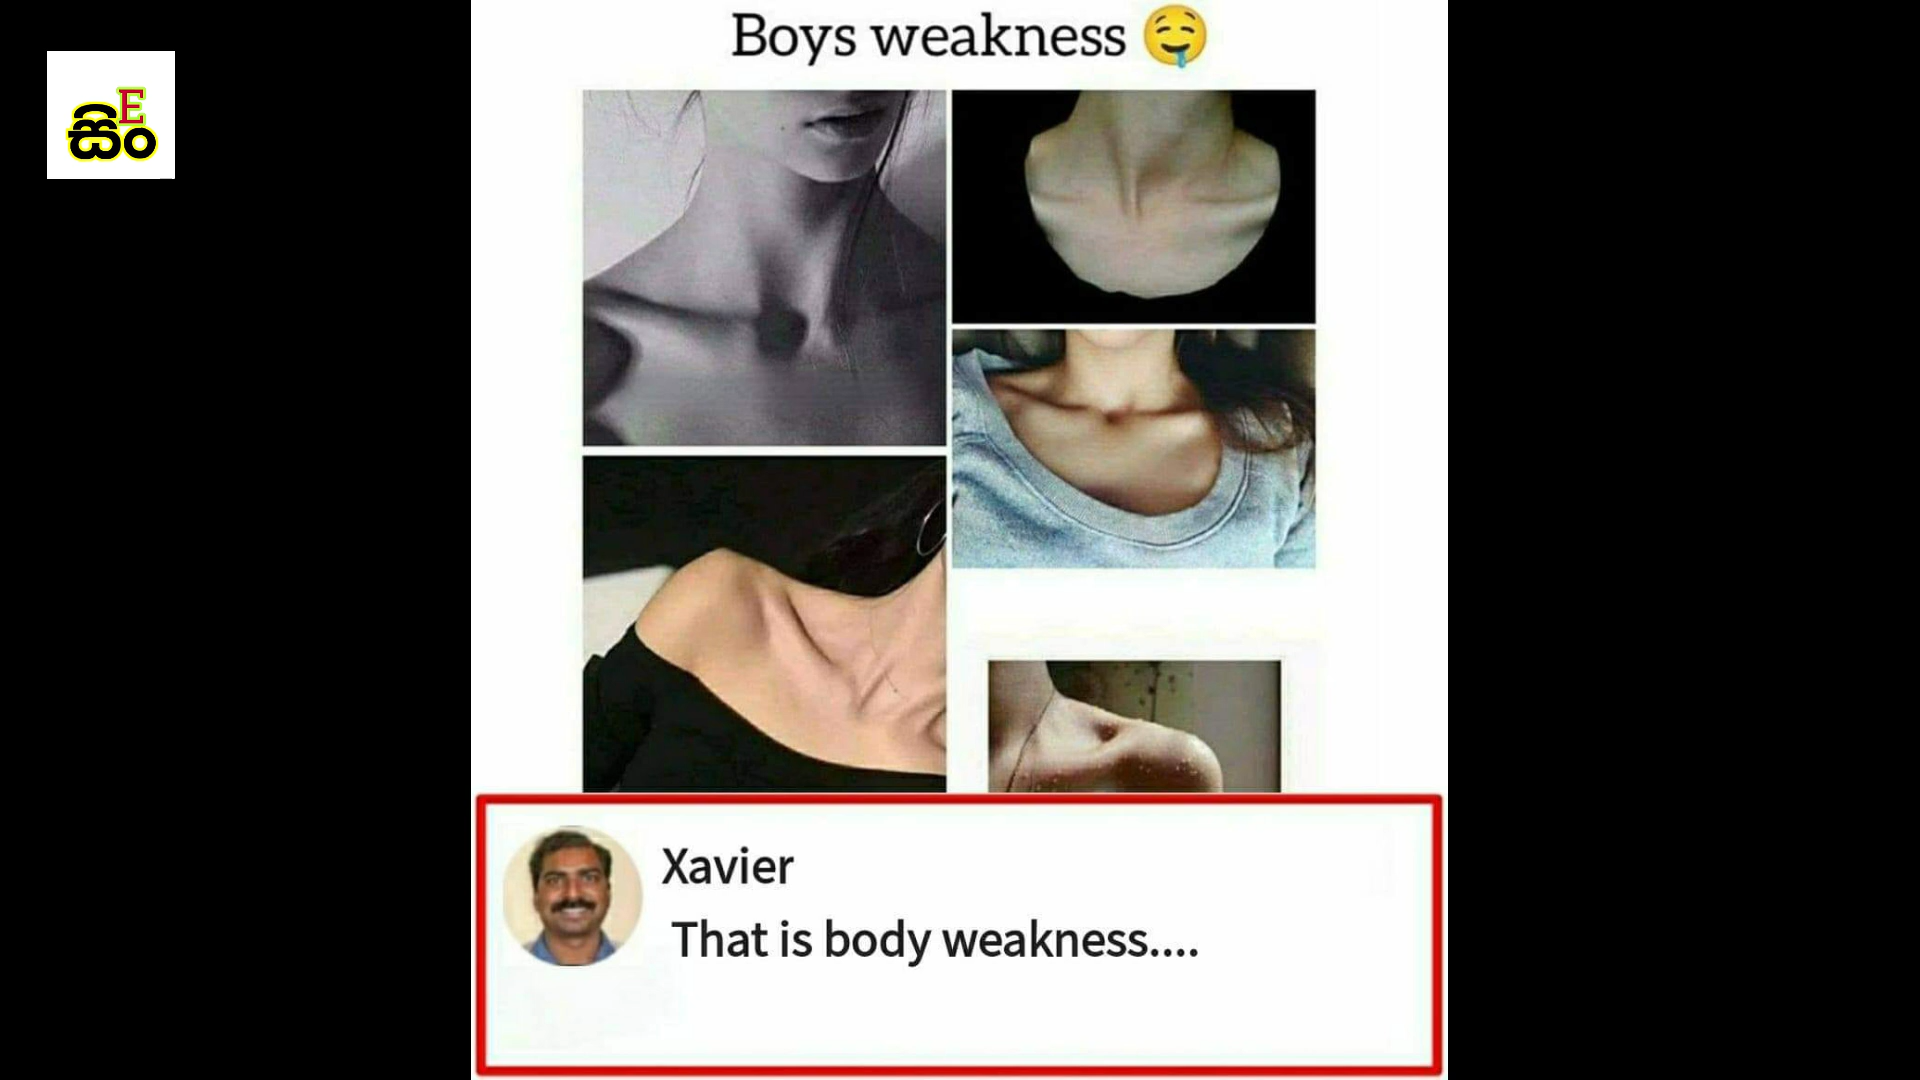 Boys weakness 🤤
සිංE
Xavier
That is body weakness....